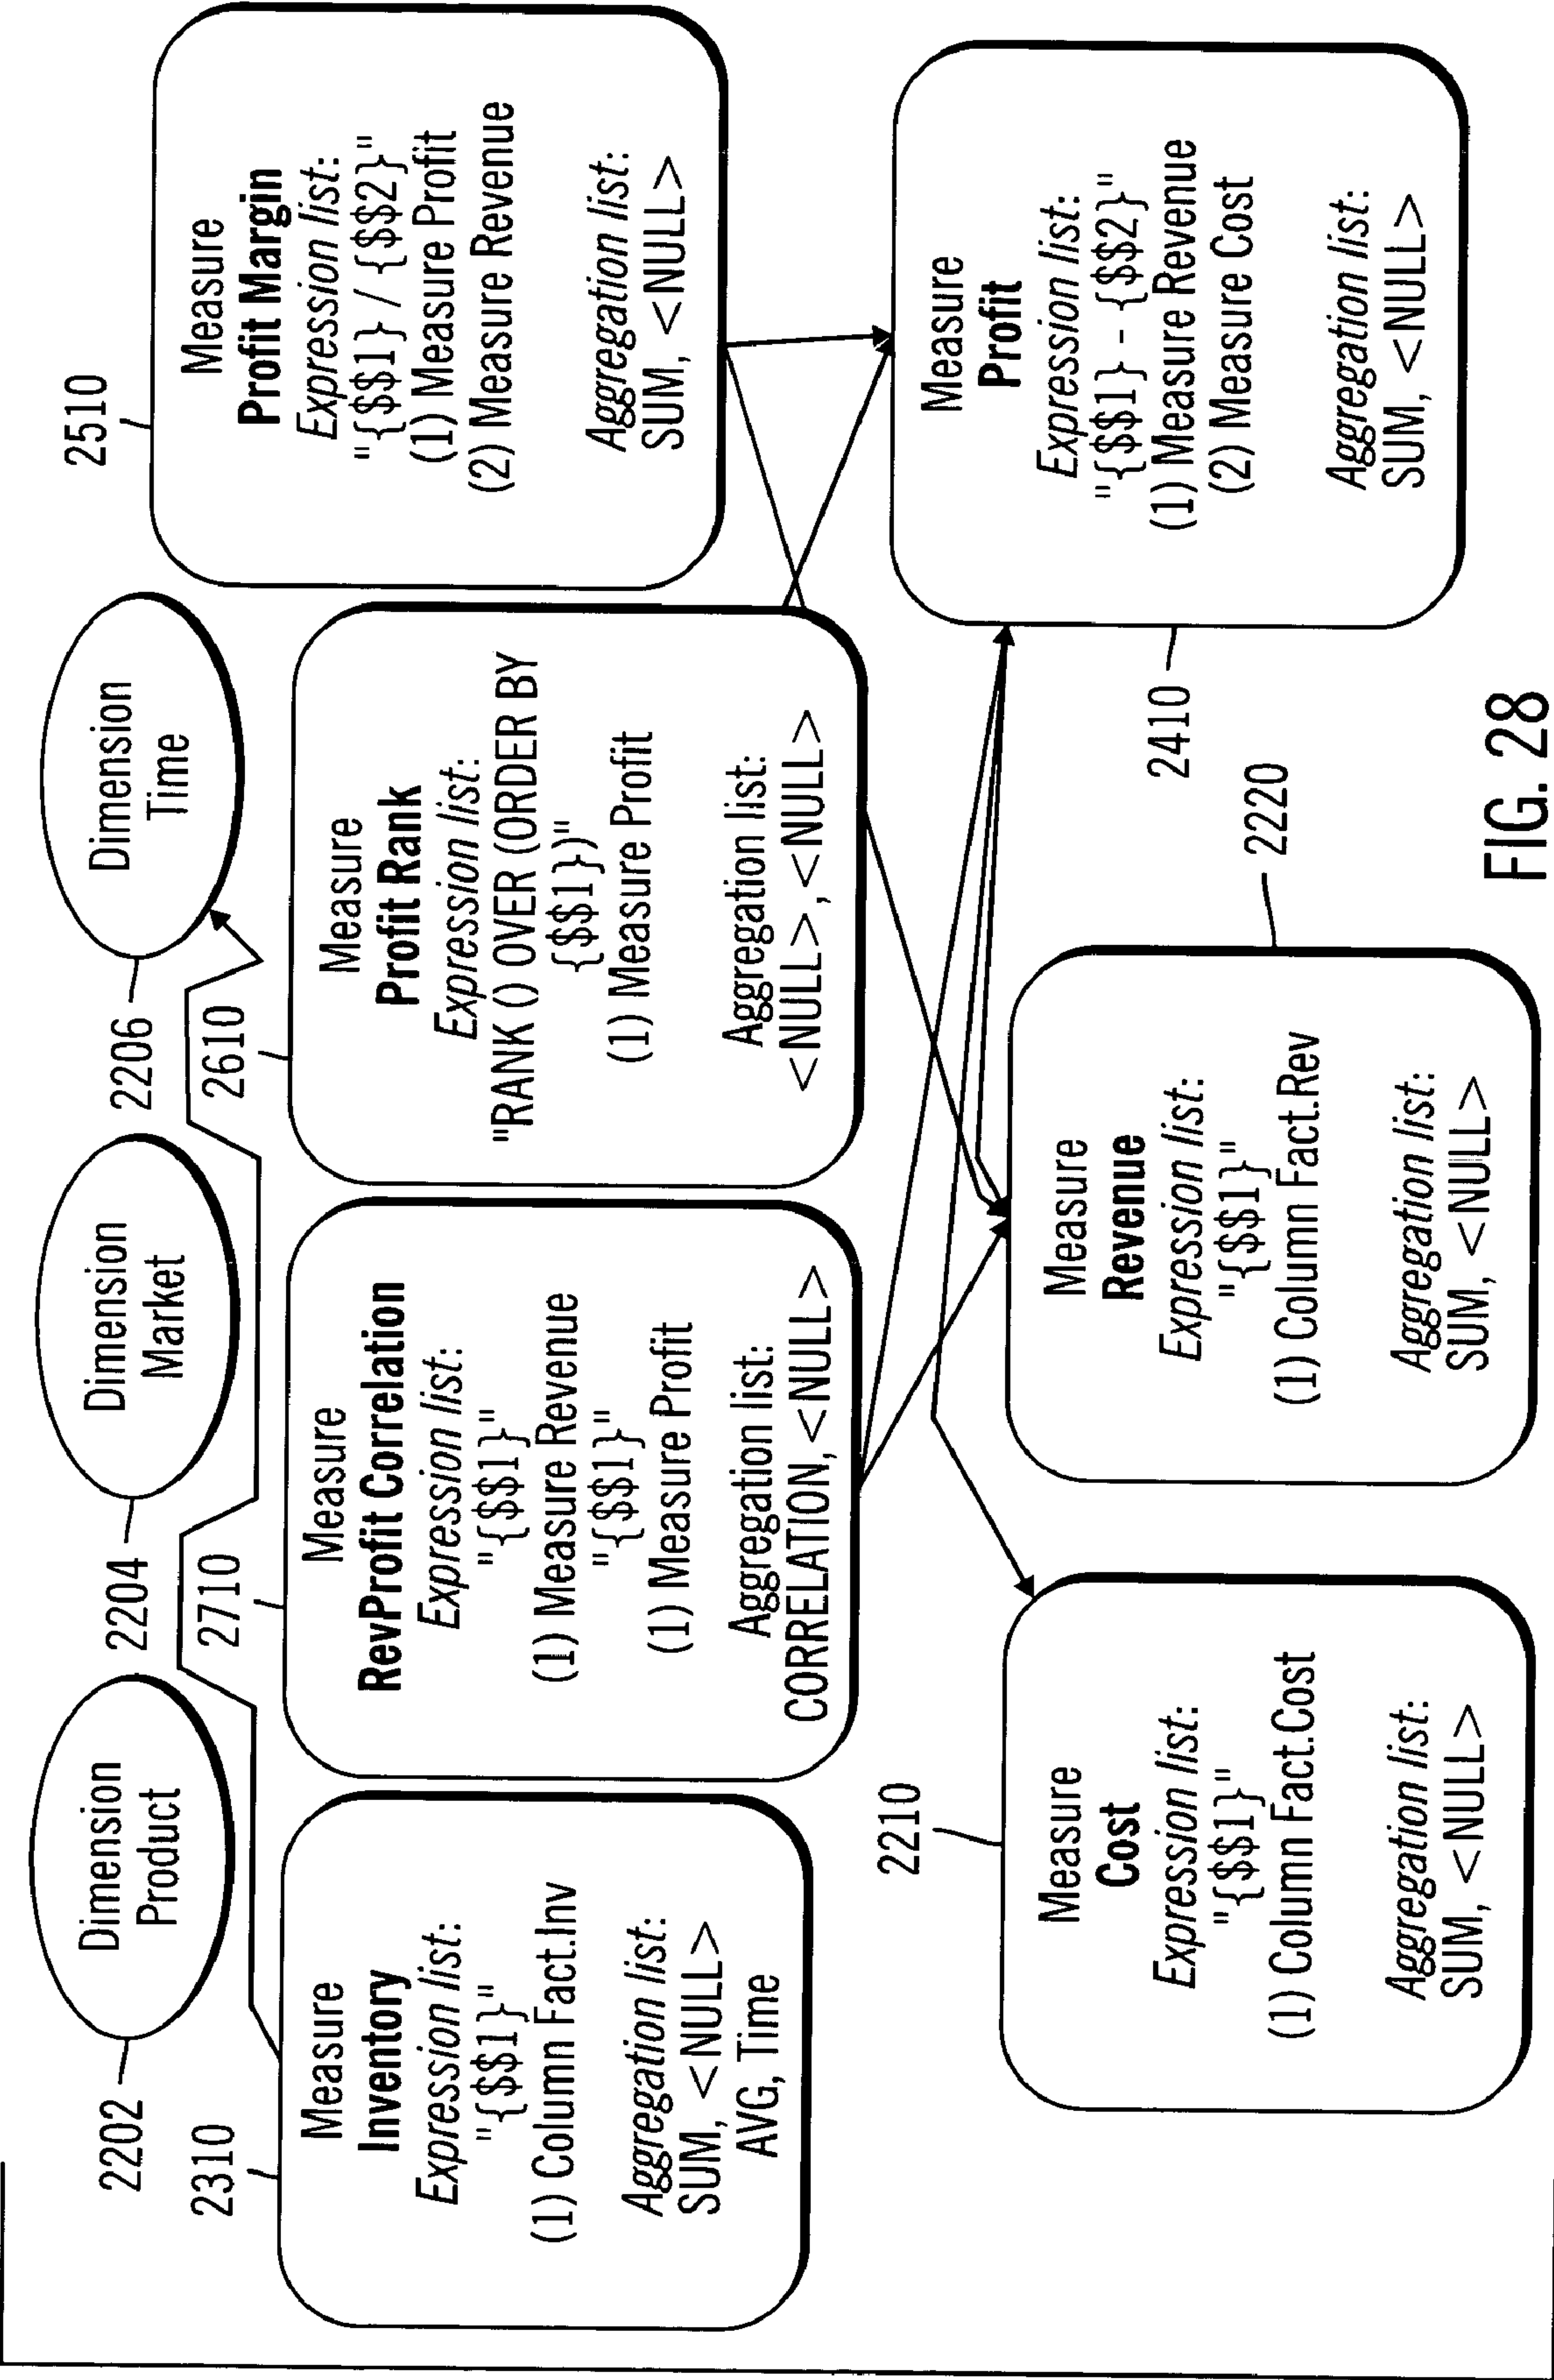 2202
Dimension
Product
2204
Dimension
Market
2206
Dimension
Time
2310
Measure
Inventory
Expression list:
"{$$1}"
(1) Column Fact.Inv
Aggregation list:
SUM, <NULL>
AVG, Time
2710
Measure
RevProfit Correlation
Expression list:
"{$$1}"
(1) Measure Revenue
"{$$1}"
(1) Measure Profit
Aggregation list:
CORRELATION, <NULL>
2610
Measure
Profit Rank
Expression list:
"RANK () OVER (ORDER BY
{$$1})"
(1) Measure Profit
Aggregation list:
<NULL>,<NULL>
2510
Measure
Profit Margin
Expression list:
"{$$1} / {$$2}"
(1) Measure Profit
(2) Measure Revenue
Aggregation list:
SUM, <NULL>
2210
Measure
Cost
Expression list:
"{$$1}"
(1) Column Fact.Cost
Aggregation list:
SUM, <NULL>
2220
Measure
Revenue
Expression list:
"{$$1}"
(1) Column Fact.Rev
Aggregation list:
SUM, <NULL>
2410
Measure
Profit
Expression list:
"{$$1} - {$$2}"
(1) Measure Revenue
(2) Measure Cost
Aggregation list:
SUM, <NULL>
FIG. 28